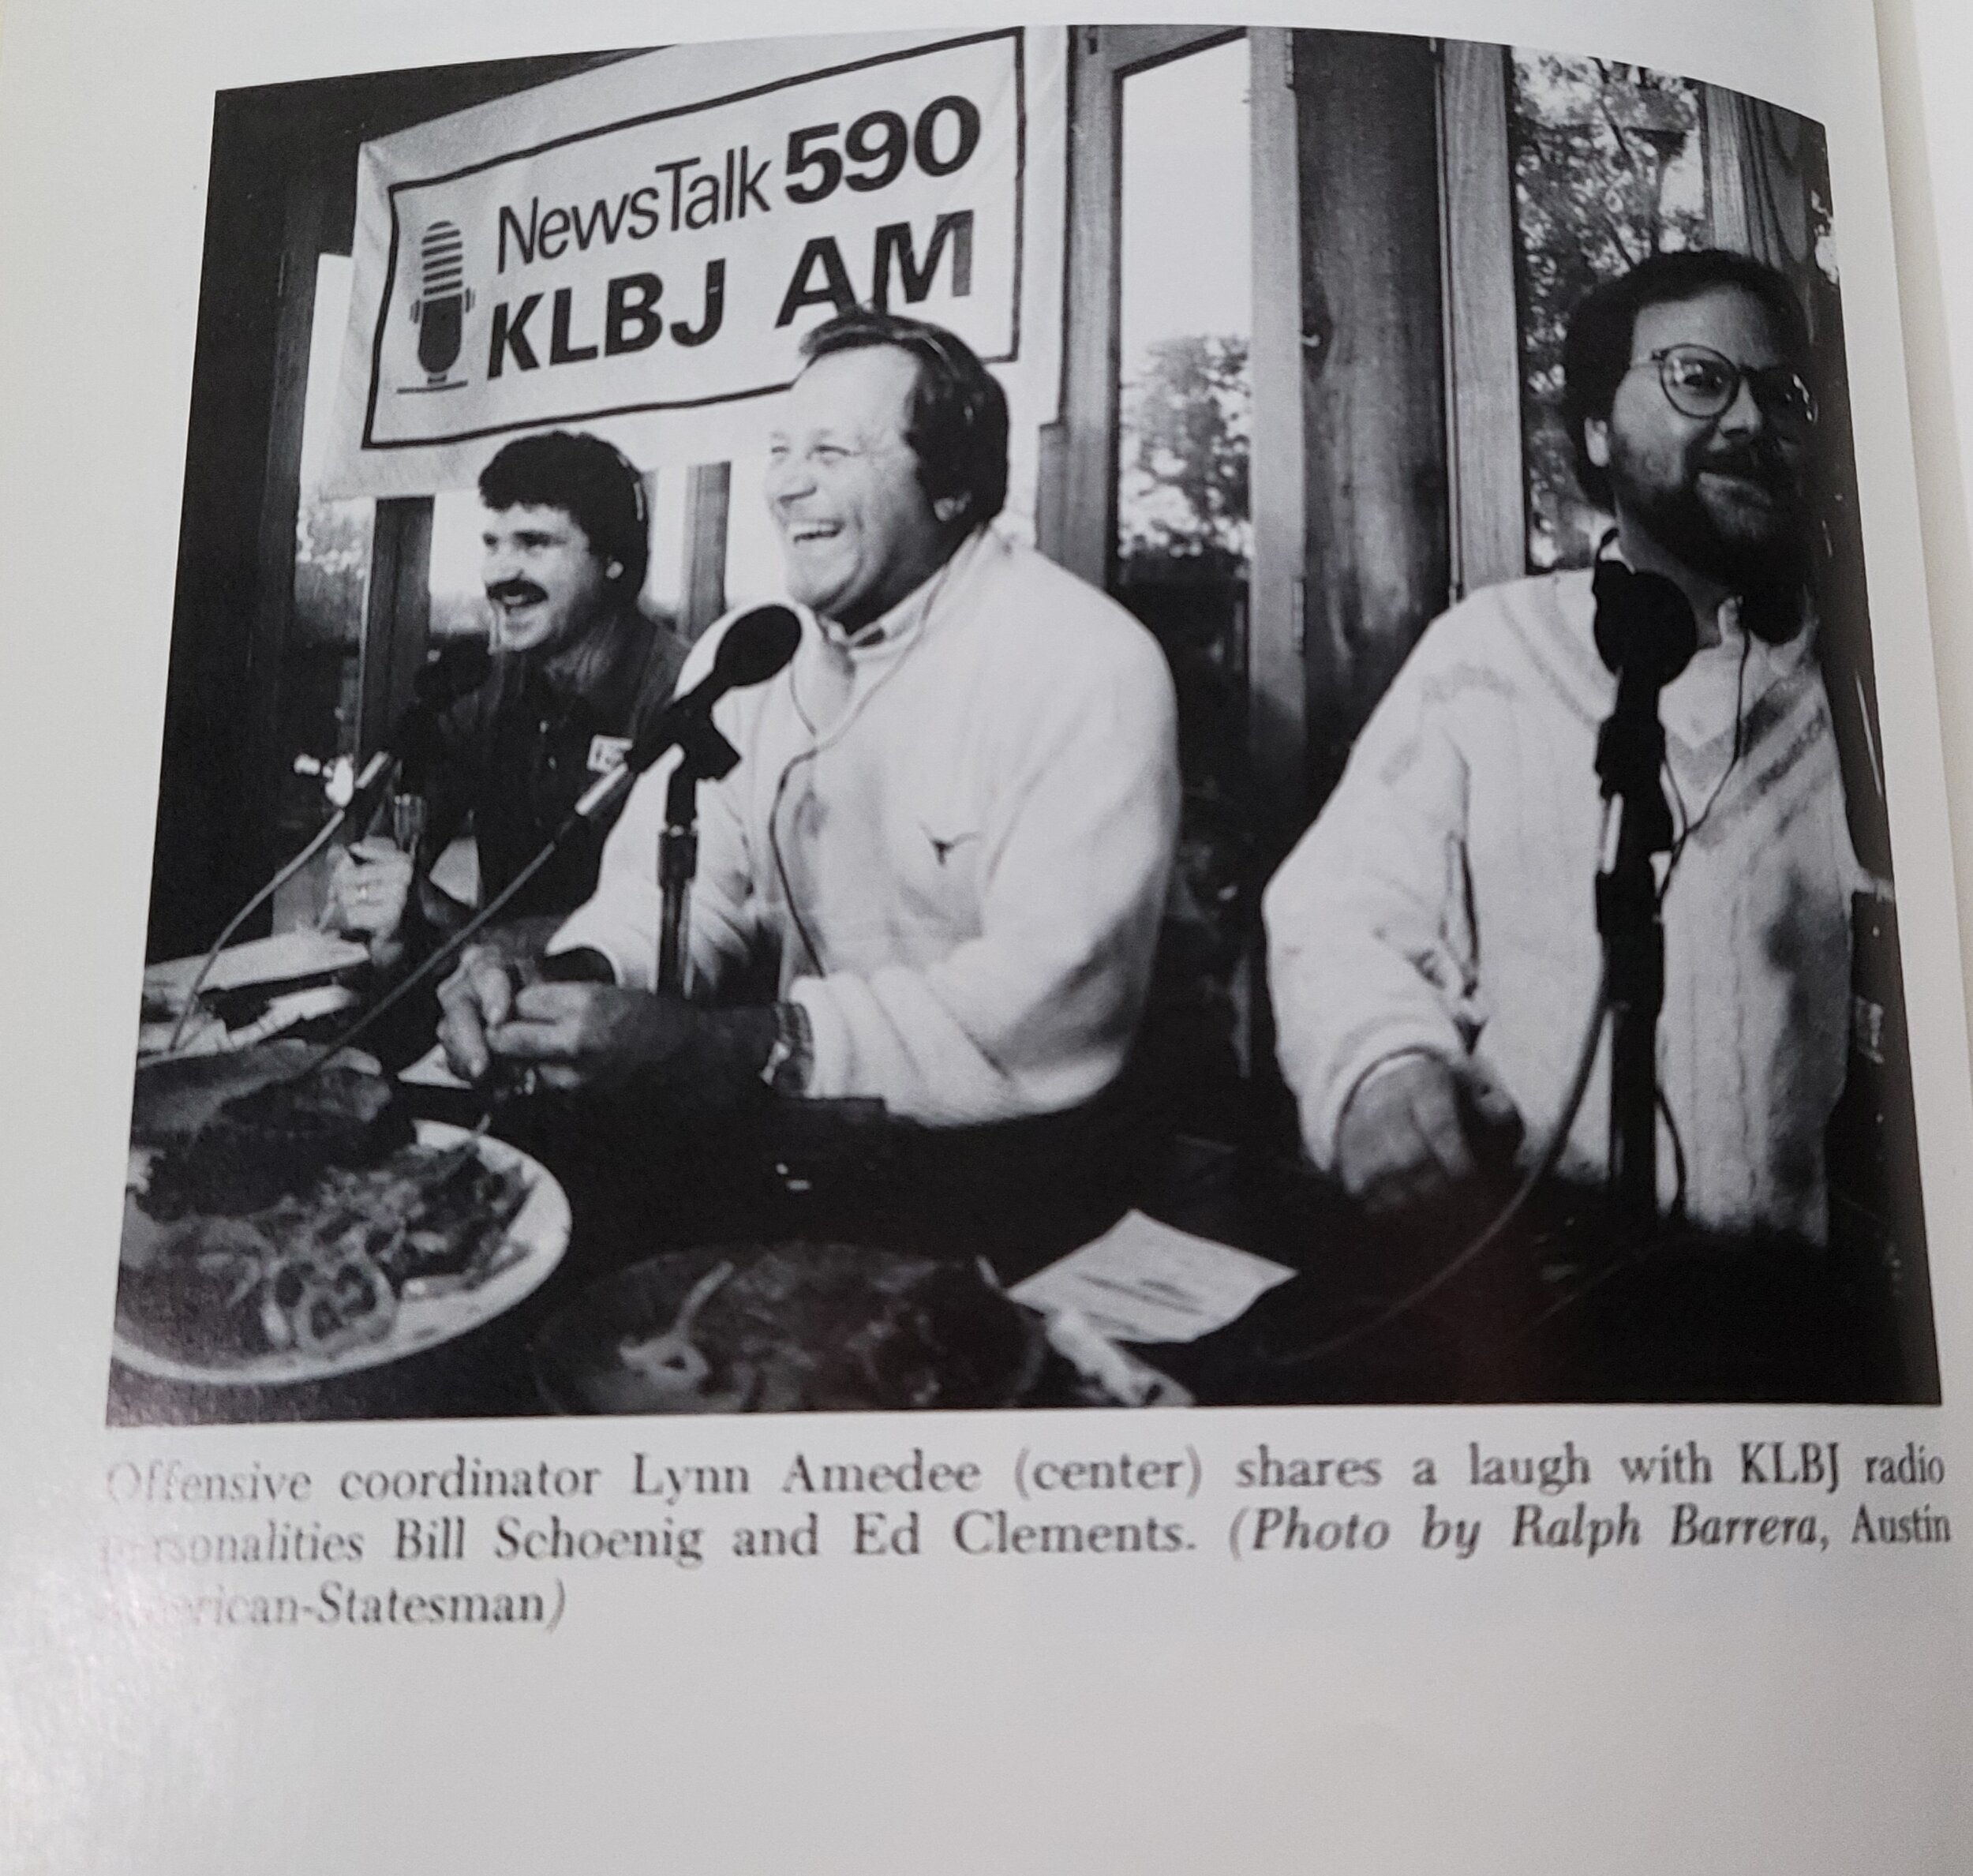 NewsTalk 590
KLBJ AM
Offensive coordinator Lynn Amedee (center) shares a laugh with KLBJ radio
personalities Bill Schoenig and Ed Clements. (Photo by Ralph Barrera, Austin
American-Statesman)